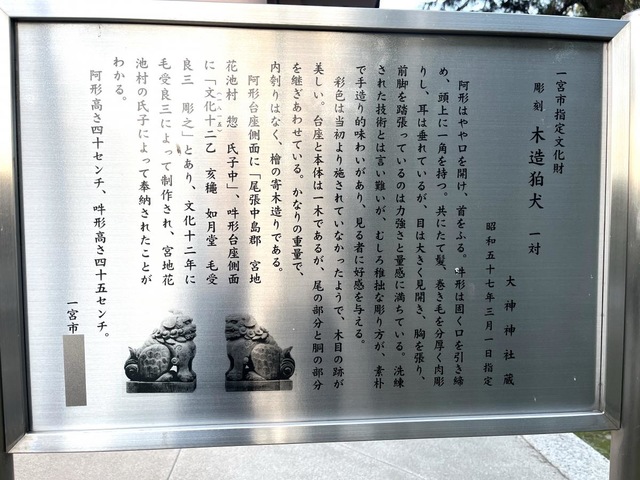 一宮市指定文化財
彫刻 木造狛犬 一対
大神神社蔵
昭和五十七年三月一日指定
阿形はやや口を開け、首をふる。吽形は固く口を引き締
め、頭上に一角を持つ。共にたて髪、巻き毛を分厚く肉彫
りし、耳は垂れているが、目は大きく見開き、胸を張り、
前脚を踏張っているのは力強さと量感に満ちている。洗練
された技術とは言い難いが、むしろ稚拙な彫り方が、素朴
で手造り的味わいがあり、見る者に好感を与える。
彩色は当初より施されていなかったようで、木目の跡が
美しい。台座と本体は一木であるが、尾の部分と胴の部分
を継ぎあわせている。かなりの重量で、
内刳りはなく、檜の寄木造りである。
阿形台座側面に「尾張中島郡 宮地
花池村 惣 氏子中」、吽形台座側面
に「文化十二乙 亥穐 如月堂 毛受
良三 彫之」とあり、文化十二年に
毛受良三によって制作され、宮地花
池村の氏子によって奉納されたことが
わかる。
阿形高さ四十センチ、吽形高さ四十五センチ。
一宮市